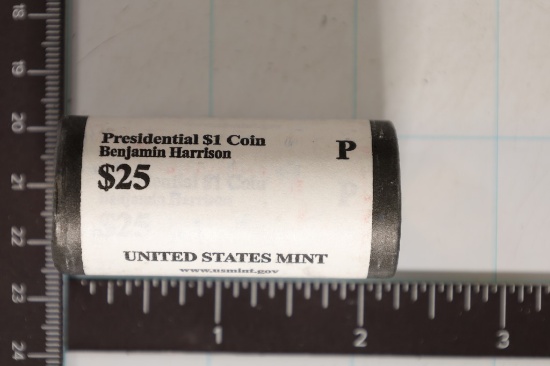 Presidential $1 Coin
Benjamin Harrison
P
$25
UNITED STATES MINT
www.usmint.gov
18
19
20
21
22
23
24
1
2
3